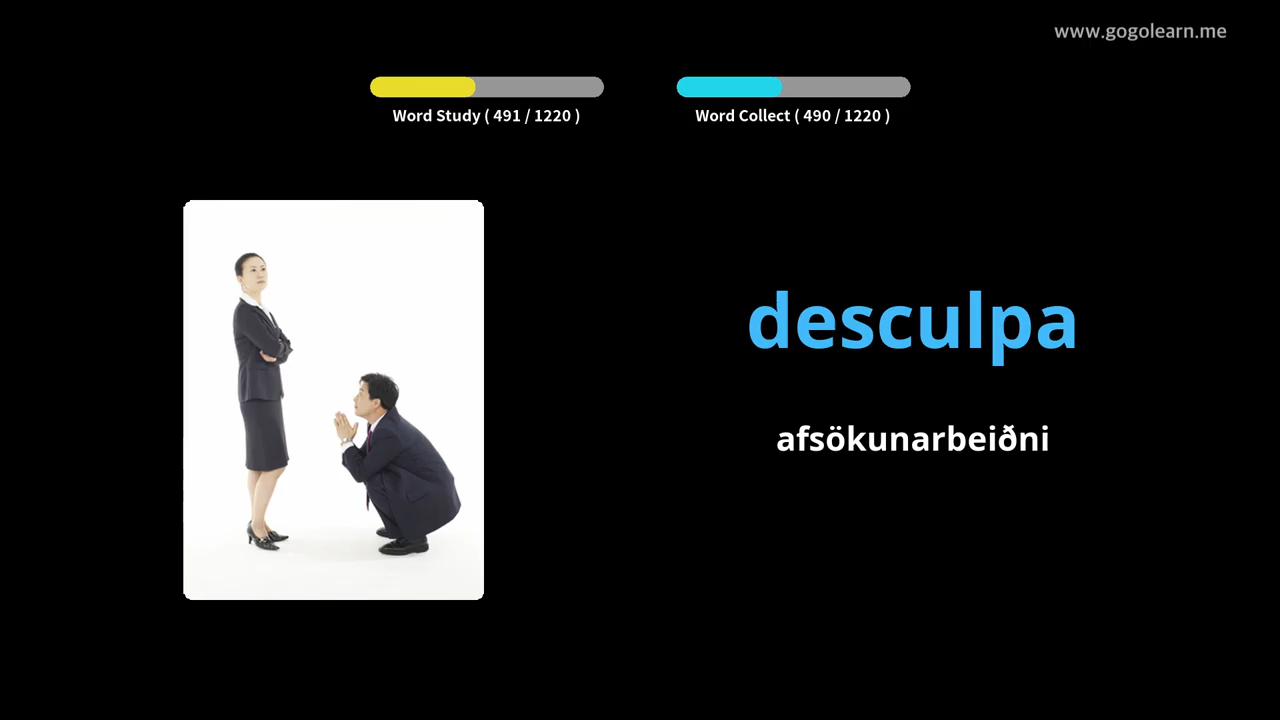 www.gogolearn.me
Word Study ( 491 / 1220 )
Word Collect ( 490 / 1220 )
desculpa
afsökunarbeiðni